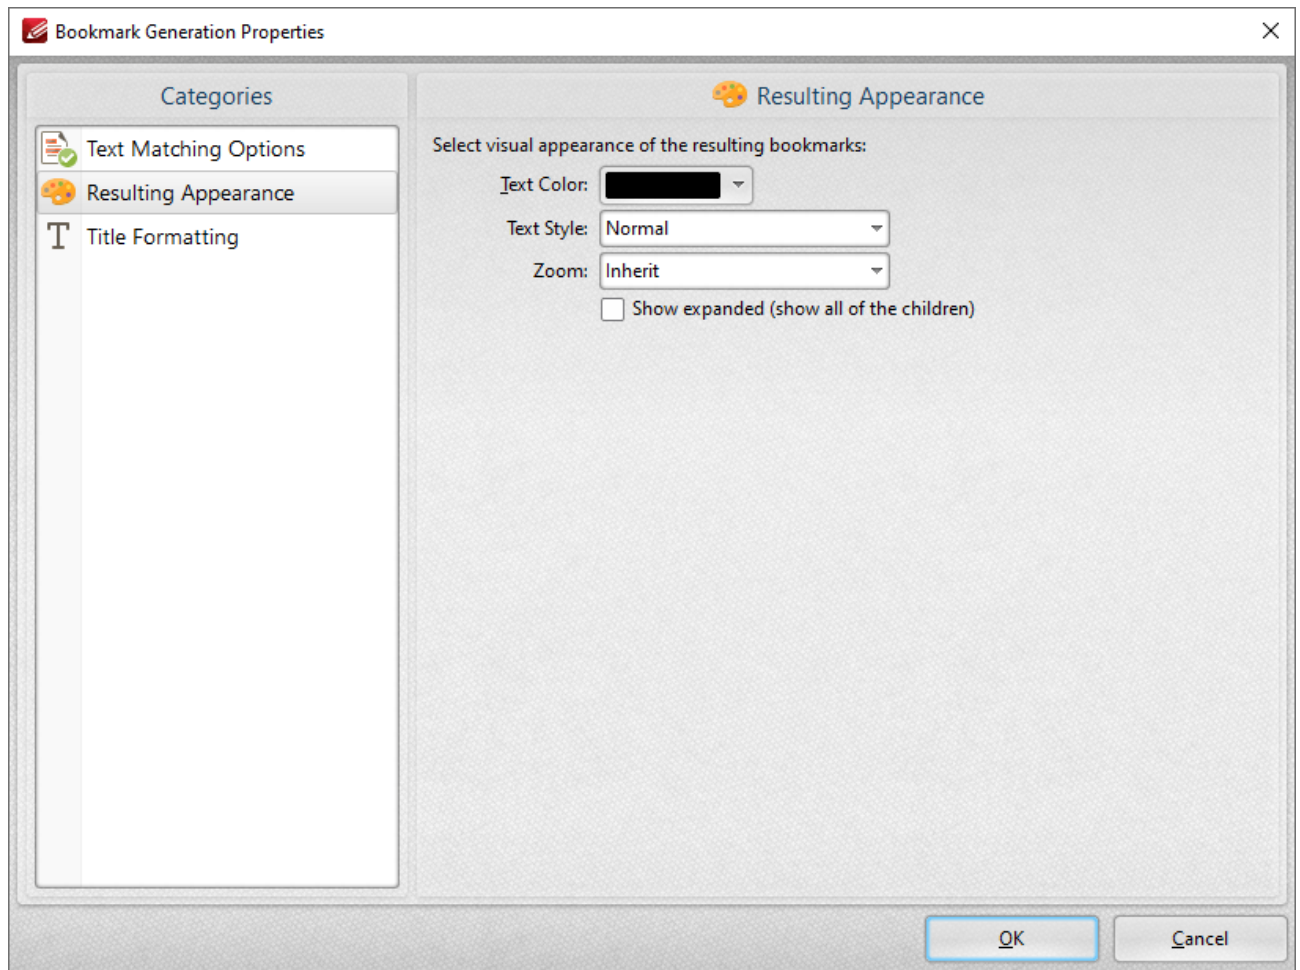 Bookmark Generation Properties
Categories
Text Matching Options
Resulting Appearance
Title Formatting
Resulting Appearance
Select visual appearance of the resulting bookmarks:
Text Color:
Text Style: Normal
Zoom: Inherit
Show expanded (show all of the children)
OK Cancel